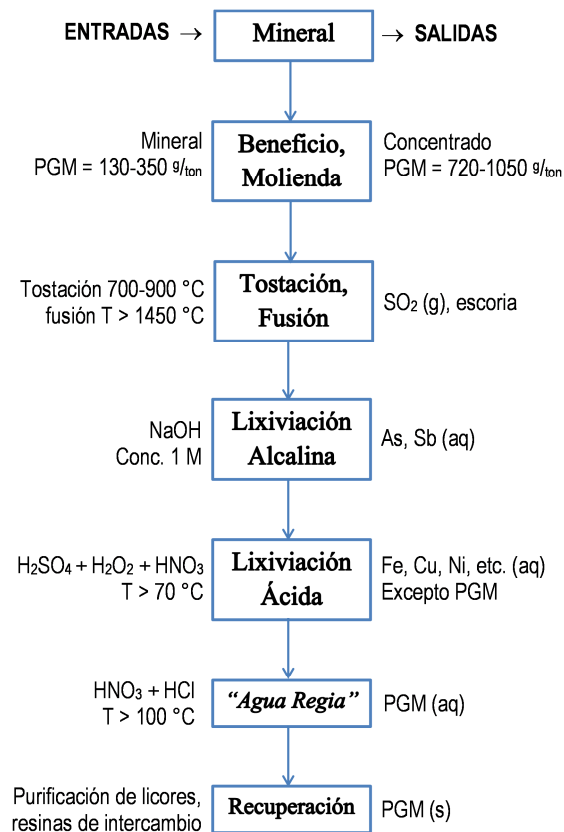 ENTRADAS → Mineral → SALIDAS
Mineral
PGM = 130-350 g/ton
Beneficio,
Molienda
Concentrado
PGM = 720-1050 g/ton
Tostación 700-900 °C
fusión T > 1450 °C
Tostación,
Fusión
SO₂ (g), escoria
NaOH
Conc. 1 M
Lixiviación
Alcalina
As, Sb (aq)
H₂SO₄ + H₂O₂ + HNO₃
T > 70 °C
Lixiviación
Ácida
Fe, Cu, Ni, etc. (aq)
Excepto PGM
HNO₃ + HCl
T > 100 °C
“Agua Regia”
PGM (aq)
Purificación de licores,
resinas de intercambio
Recuperación
PGM (s)